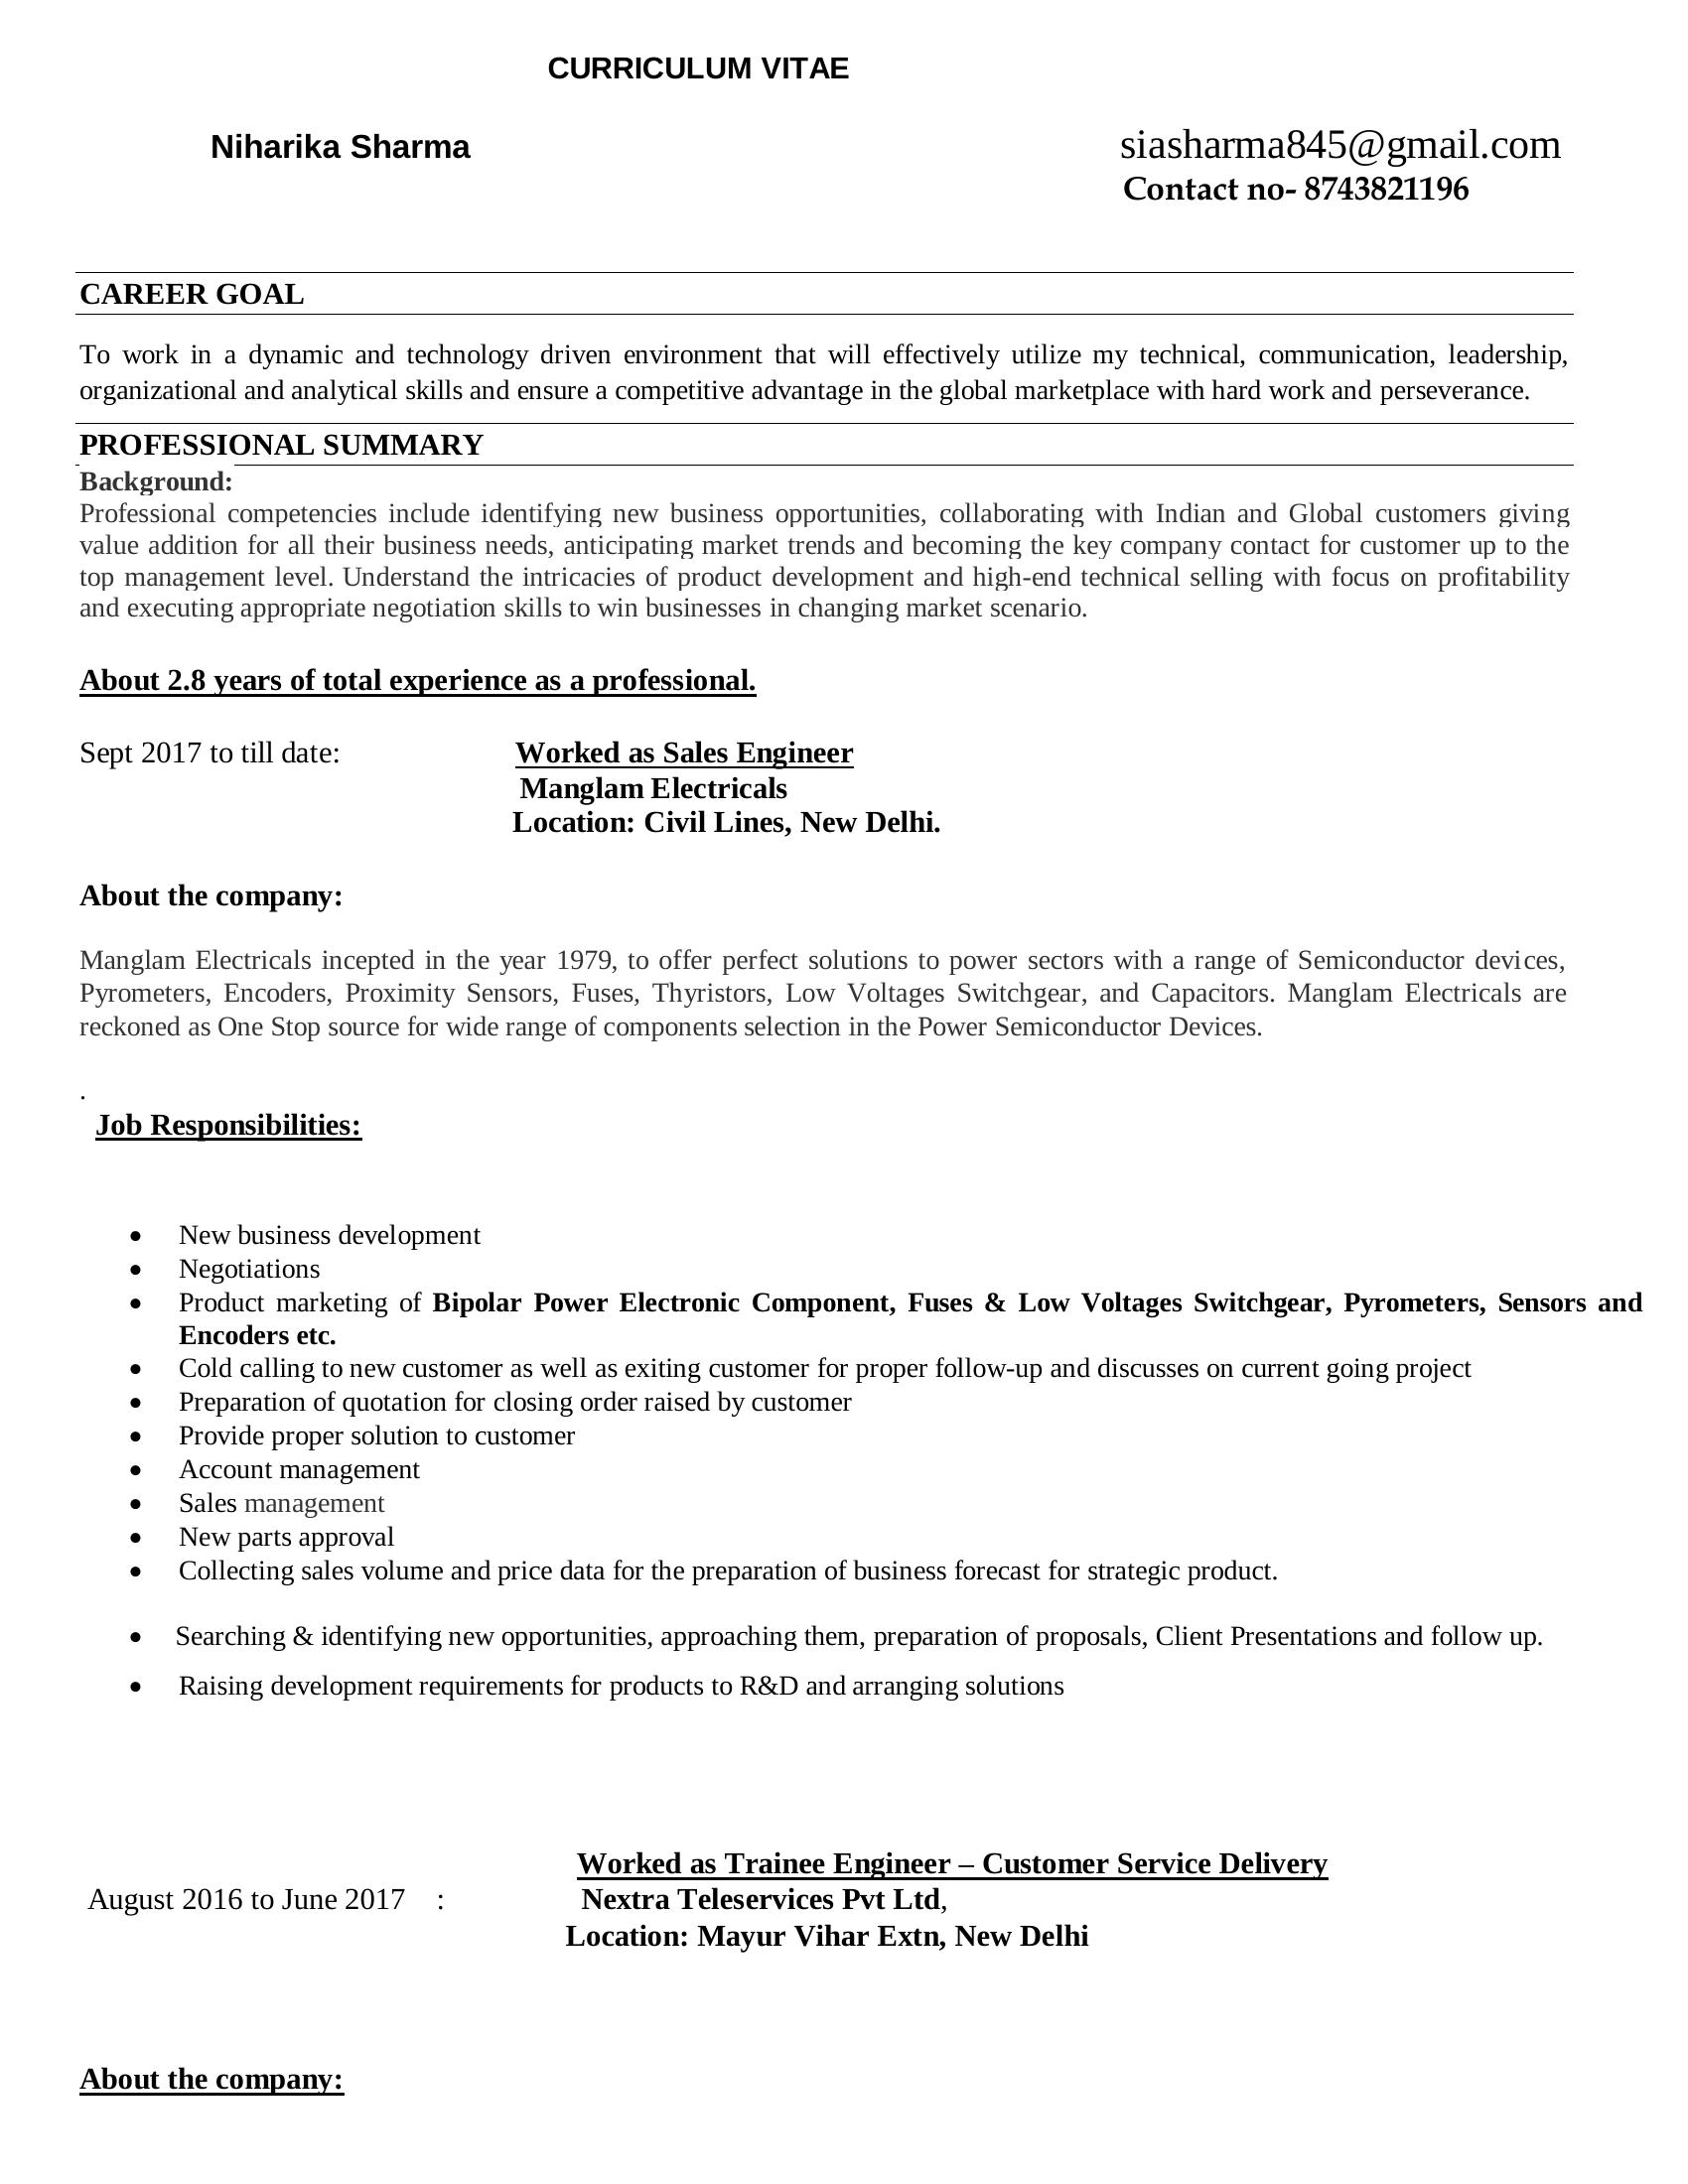 CURRICULUM VITAE
Niharika Sharma siasharma845@gmail.com
Contact no- 8743821196
CAREER GOAL
To work in a dynamic and technology driven environment that will effectively utilize my technical, communication, leadership,
organizational and analytical skills and ensure a competitive advantage in the global marketplace with hard work and perseverance.
PROFESSIONAL SUMMARY
Background:
Professional competencies include identifying new business opportunities, collaborating with Indian and Global customers giving
value addition for all their business needs, anticipating market trends and becoming the key company contact for customer up to the
top management level. Understand the intricacies of product development and high-end technical selling with focus on profitability
and executing appropriate negotiation skills to win businesses in changing market scenario.
About 2.8 years of total experience as a professional.
Sept 2017 to till date: Worked as Sales Engineer
Manglam Electricals
Location: Civil Lines, New Delhi.
About the company:
Manglam Electricals incepted in the year 1979, to offer perfect solutions to power sectors with a range of Semiconductor devices,
Pyrometers, Encoders, Proximity Sensors, Fuses, Thyristors, Low Voltages Switchgear, and Capacitors. Manglam Electricals are
reckoned as One Stop source for wide range of components selection in the Power Semiconductor Devices.
.
Job Responsibilities:
• New business development
• Negotiations
• Product marketing of Bipolar Power Electronic Component, Fuses & Low Voltages Switchgear, Pyrometers, Sensors and
Encoders etc.
• Cold calling to new customer as well as exiting customer for proper follow-up and discusses on current going project
• Preparation of quotation for closing order raised by customer
• Provide proper solution to customer
• Account management
• Sales management
• New parts approval
• Collecting sales volume and price data for the preparation of business forecast for strategic product.
• Searching & identifying new opportunities, approaching them, preparation of proposals, Client Presentations and follow up.
• Raising development requirements for products to R&D and arranging solutions
Worked as Trainee Engineer – Customer Service Delivery
August 2016 to June 2017 : Nextra Teleservices Pvt Ltd,
Location: Mayur Vihar Extn, New Delhi
About the company: